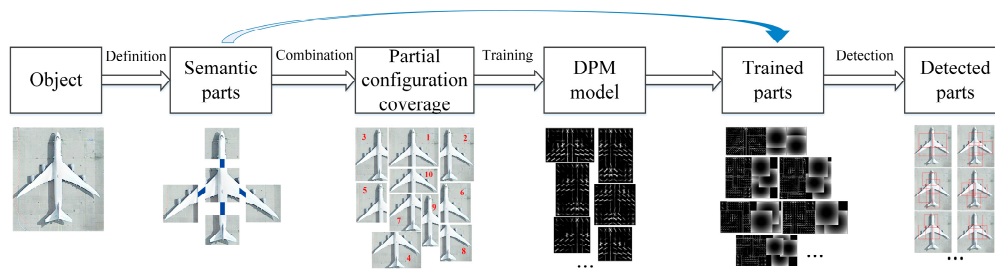 Definition
Combination
Training
Detection
Object
Semantic
parts
Partial
configuration
coverage
DPM
model
Trained
parts
Detected
parts
3 1 2
10
5 6
7 9
4 8
...
...
...